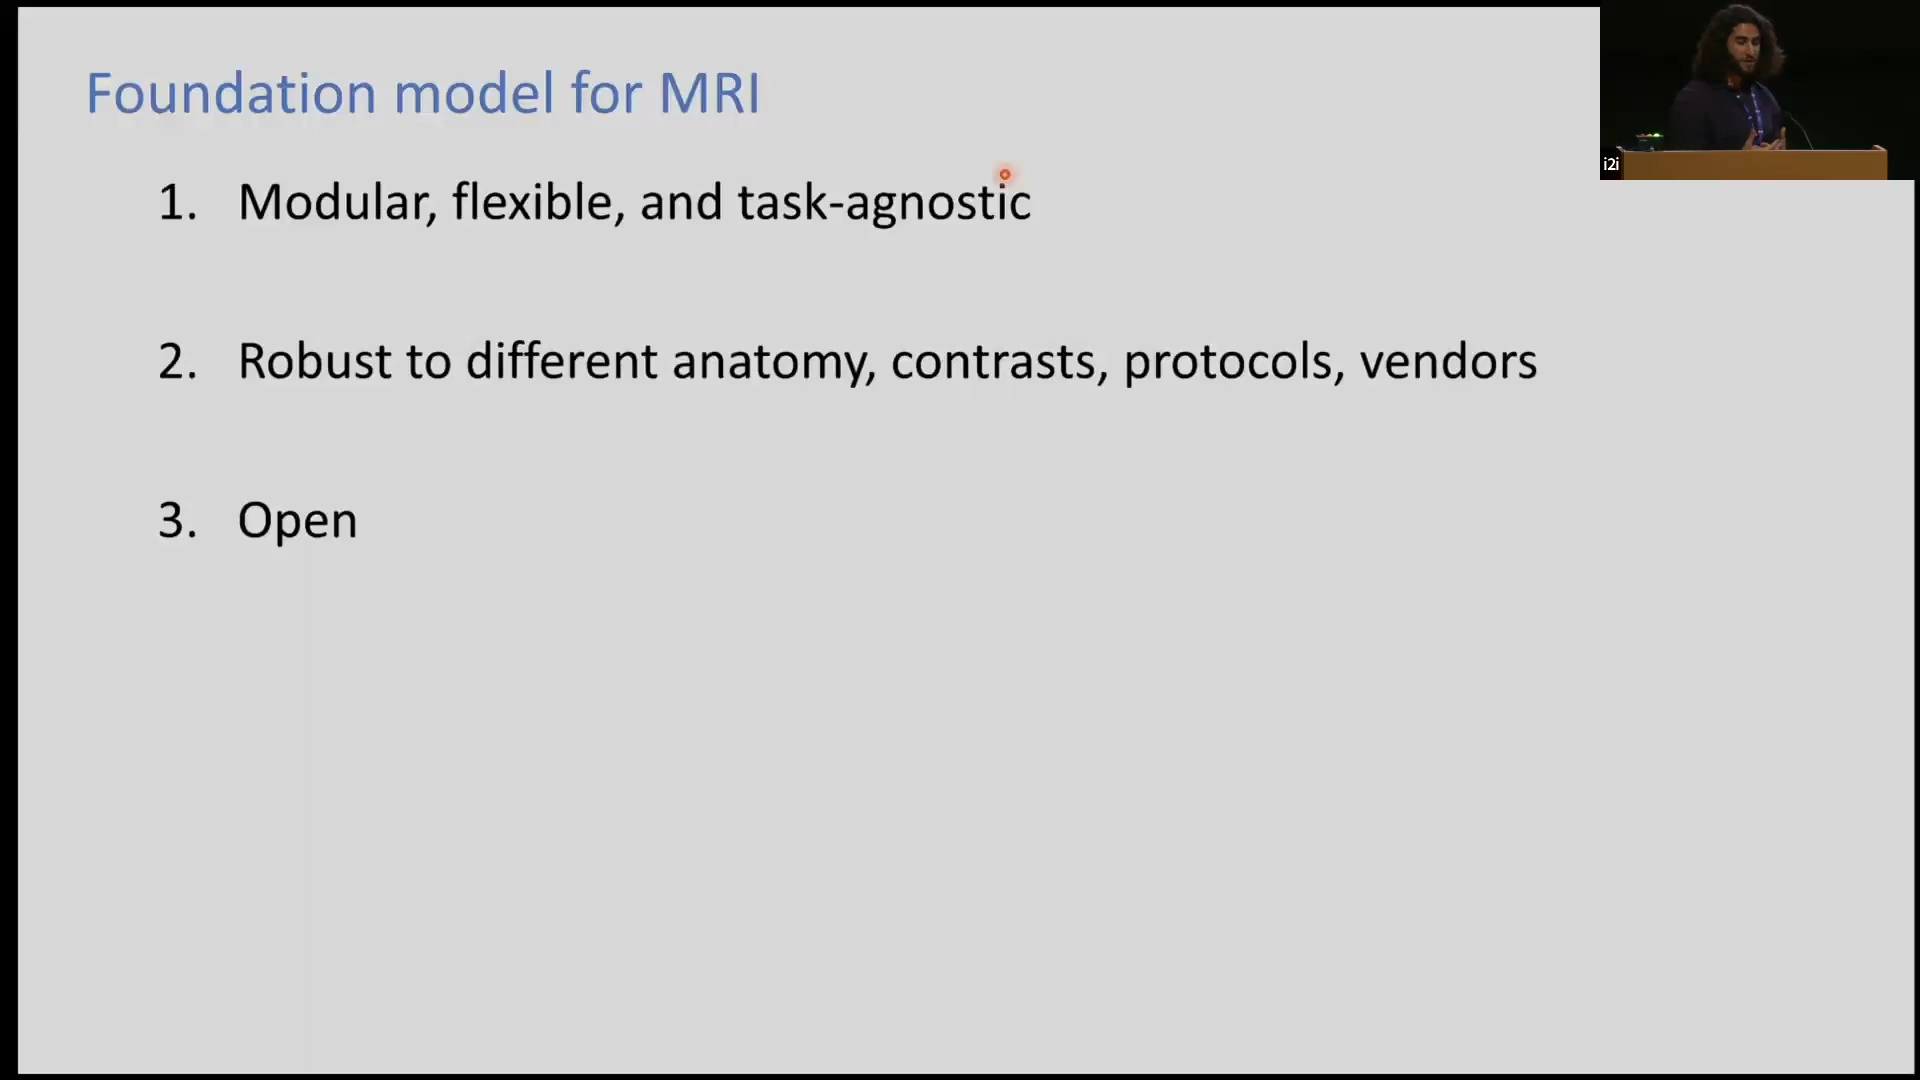 Foundation model for MRI
1. Modular, flexible, and task-agnostic
2. Robust to different anatomy, contrasts, protocols, vendors
3. Open
i2i